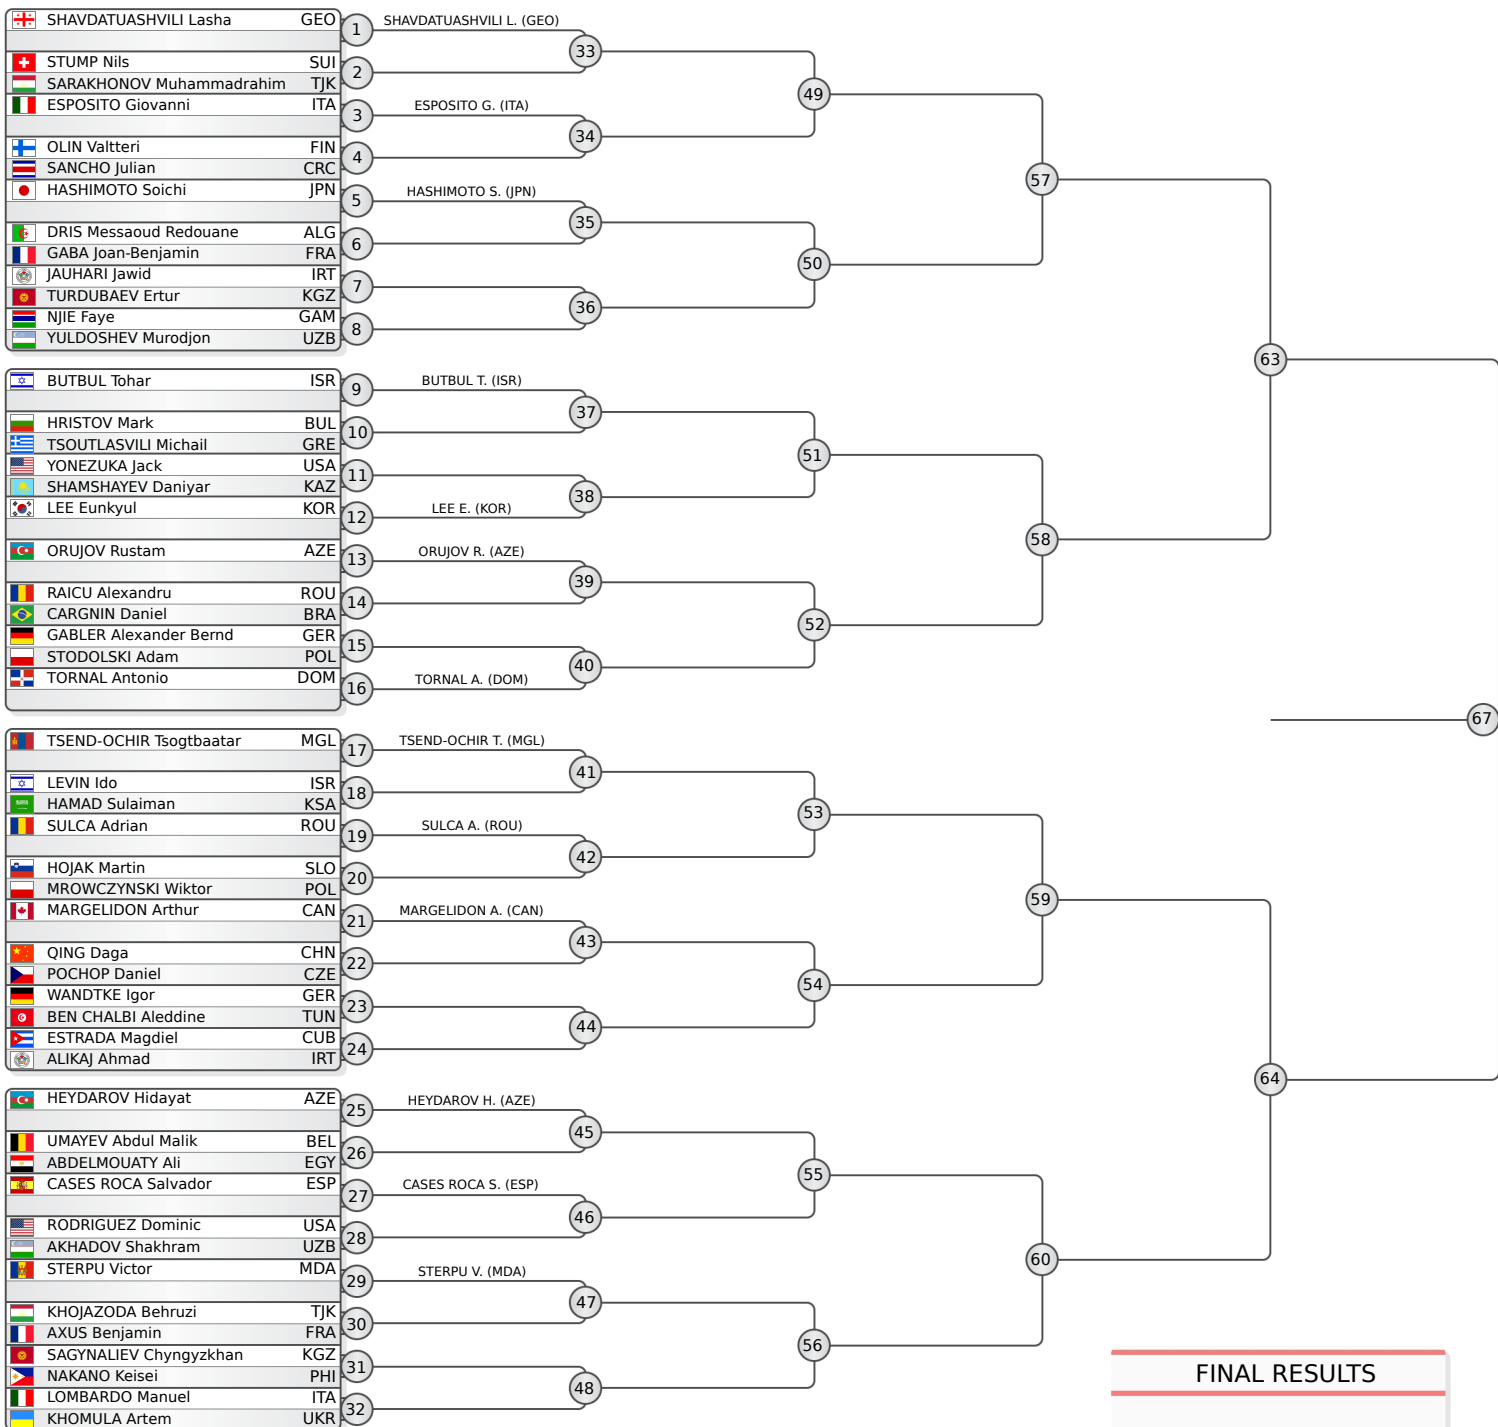 SHAVDATUASHVILI Lasha GEO
STUMP Nils SUI
SARAKHONOV Muhammadrahim TJK
ESPOSITO Giovanni ITA
OLIN Valtteri FIN
SANCHO Julian CRC
HASHIMOTO Soichi JPN
DRIS Messaoud Redouane ALG
GABA Joan-Benjamin FRA
JAUHARI Jawid IRT
TURDUBAEV Ertur KGZ
NJIE Faye GAM
YULDOSHEV Murodjon UZB
1
2
3
4
5
6
7
8
SHAVDATUASHVILI L. (GEO)
ESPOSITO G. (ITA)
HASHIMOTO S. (JPN)
33
34
35
36
49
50
57
BUTBUL Tohar ISR
HRISTOV Mark BUL
TSOUTLASVILI Michail GRE
YONEZUKA Jack USA
SHAMSHAYEV Daniyar KAZ
LEE Eunkyul KOR
ORUJOV Rustam AZE
RAICU Alexandru ROU
CARGNIN Daniel BRA
GABLER Alexander Bernd GER
STODOLSKI Adam POL
TORNAL Antonio DOM
9
10
11
12
13
14
15
16
BUTBUL T. (ISR)
LEE E. (KOR)
ORUJOV R. (AZE)
TORNAL A. (DOM)
37
38
39
40
51
52
58
63
67
TSEND-OCHIR Tsogtbaatar MGL
LEVIN Ido ISR
HAMAD Sulaiman KSA
SULCA Adrian ROU
HOJAK Martin SLO
MROWCZYNSKI Wiktor POL
MARGELIDON Arthur CAN
QING Daga CHN
POCHOP Daniel CZE
WANDTKE Igor GER
BEN CHALBI Aleddine TUN
ESTRADA Magdiel CUB
ALIKAJ Ahmad IRT
17
18
19
20
21
22
23
24
TSEND-OCHIR T. (MGL)
SULCA A. (ROU)
MARGELIDON A. (CAN)
41
42
43
44
53
54
59
HEYDAROV Hidayat AZE
UMAYEV Abdul Malik BEL
ABDELMOUATY Ali EGY
CASES ROCA Salvador ESP
RODRIGUEZ Dominic USA
AKHADOV Shakhram UZB
STERPU Victor MDA
KHOJAZODA Behruzi TJK
AXUS Benjamin FRA
SAGYNALIEV Chyngyzkhan KGZ
NAKANO Keisei PHI
LOMBARDO Manuel ITA
KHOMULA Artem UKR
25
26
27
28
29
30
31
32
HEYDAROV H. (AZE)
CASES ROCA S. (ESP)
STERPU V. (MDA)
45
46
47
48
55
56
60
64
FINAL RESULTS